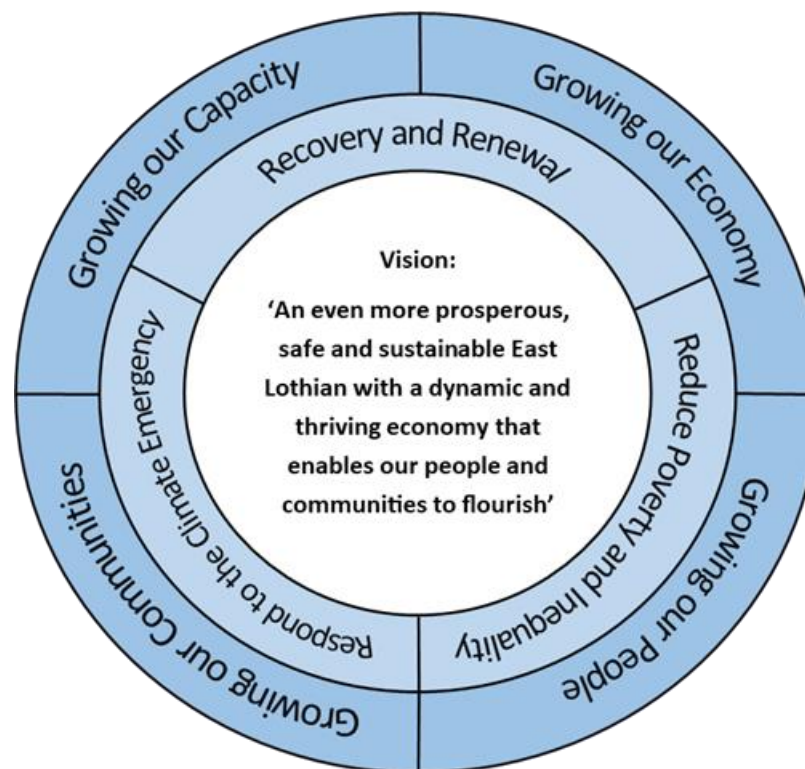 Growing our Capacity
Growing our Economy
Growing our People
Growing our Communities
Recovery and Renewal
Reduce Poverty and Inequality
Respond to the Climate Emergency
Vision:
‘An even more prosperous,
safe and sustainable East
Lothian with a dynamic and
thriving economy that
enables our people and
communities to flourish’